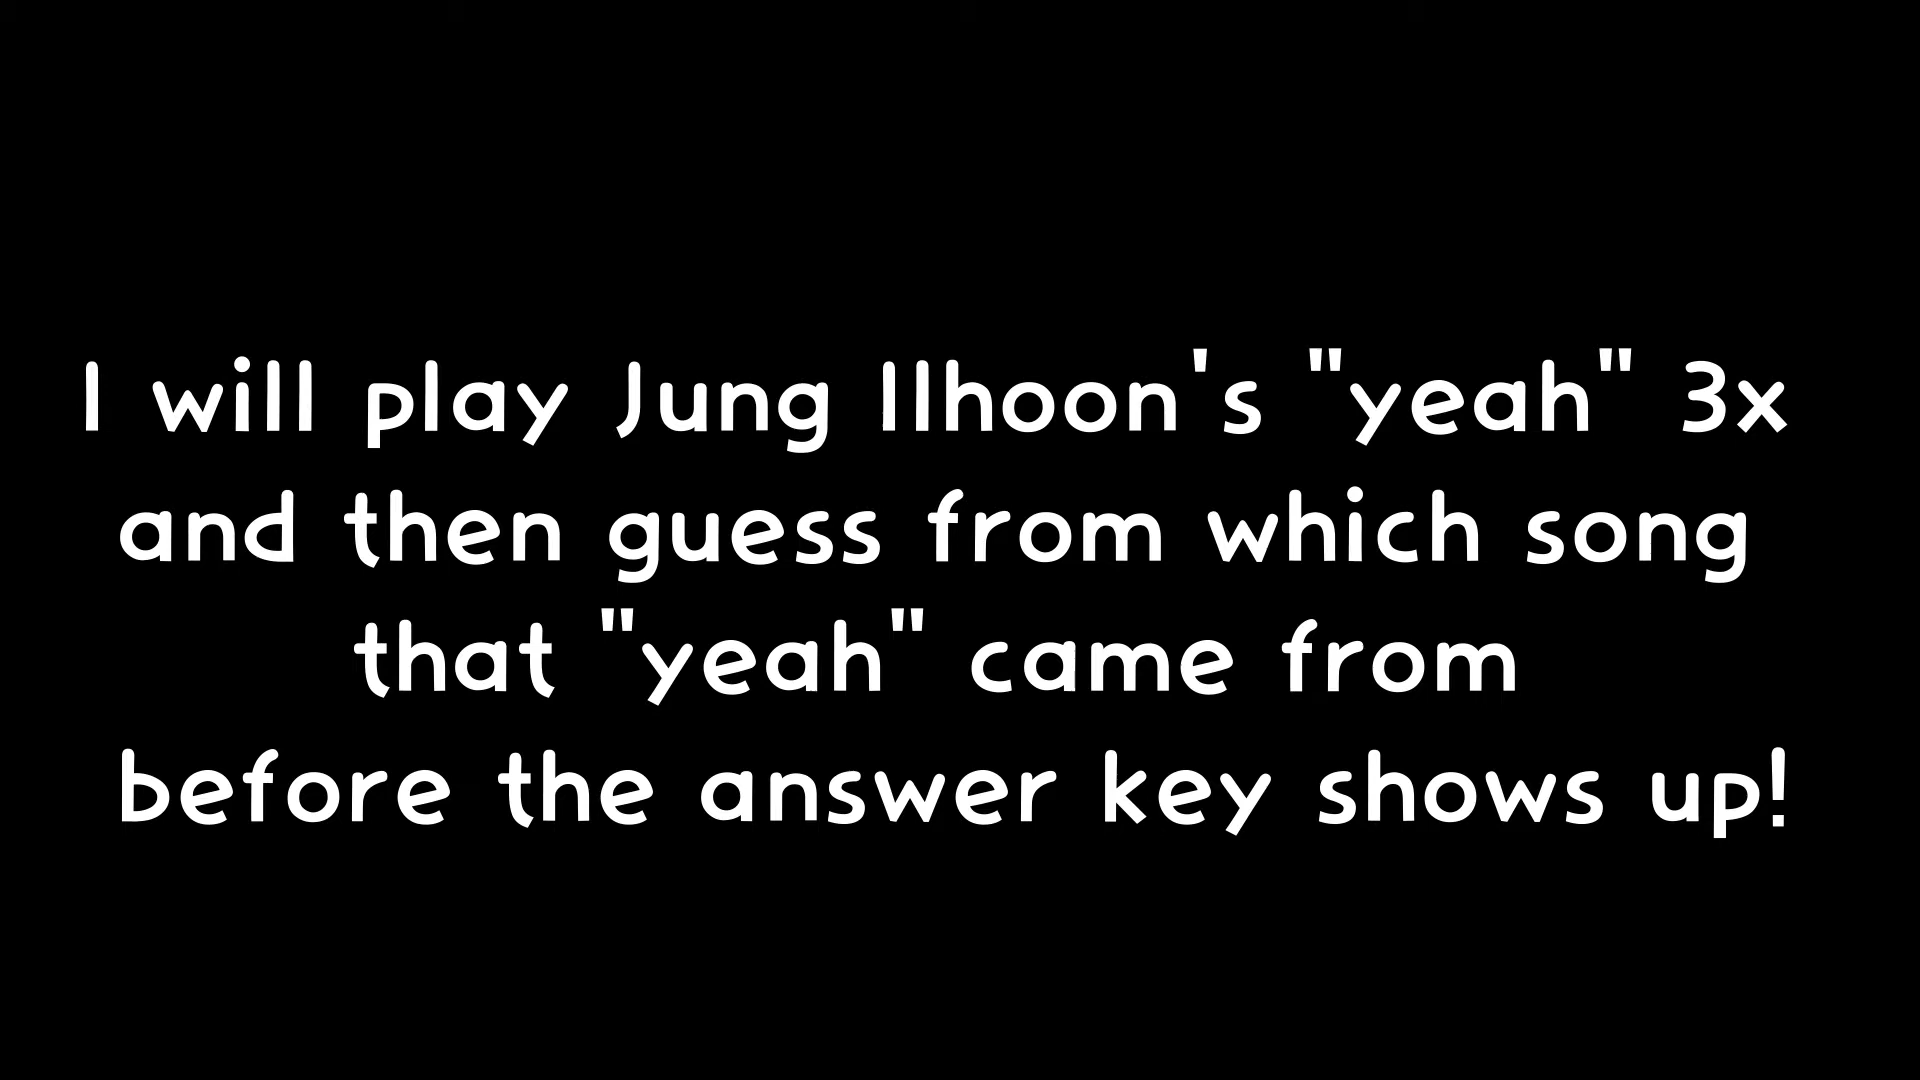 I will play Jung Ilhoon's "yeah" 3x
and then guess from which song
that "yeah" came from
before the answer key shows up!